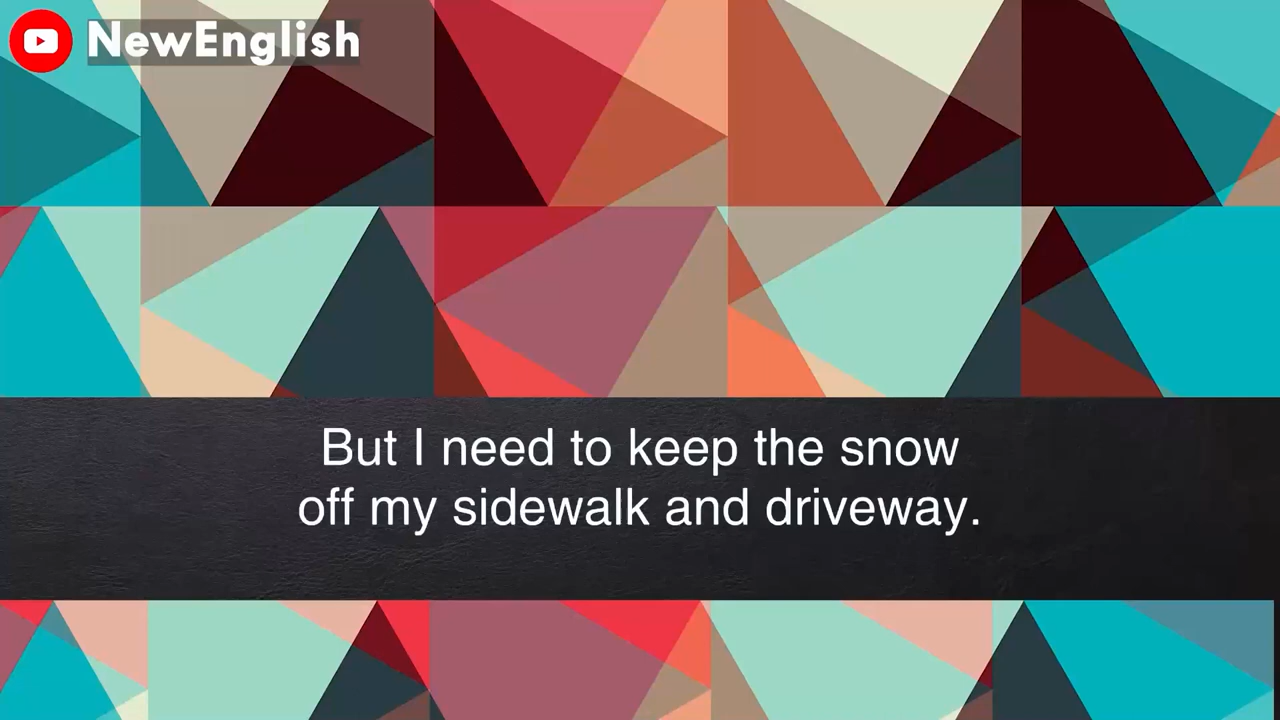 NewEnglish
But I need to keep the snow
off my sidewalk and driveway.